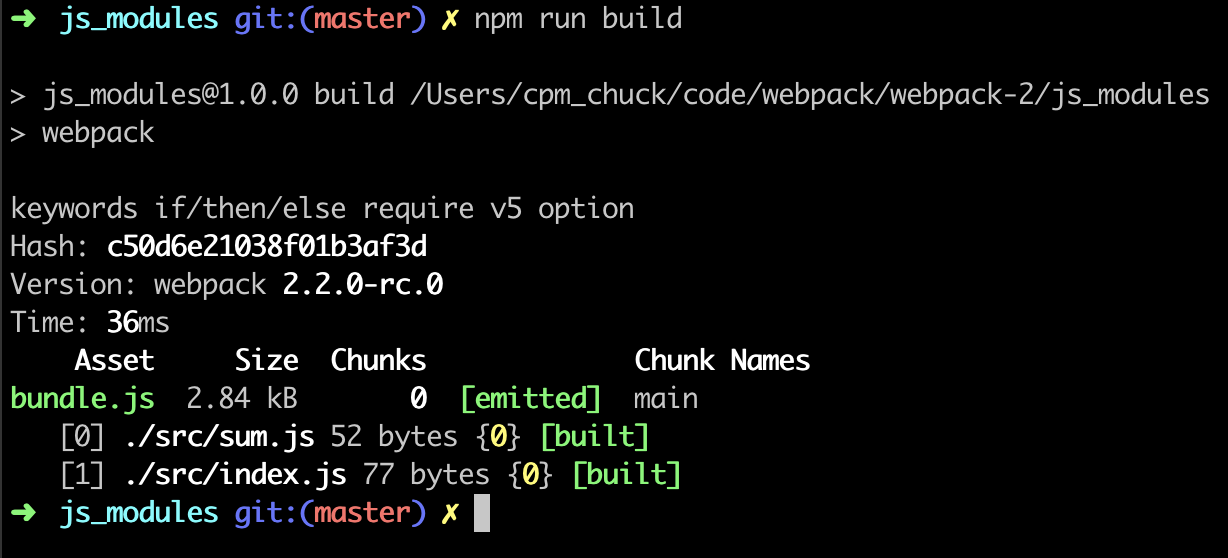 ➜ js_modules git:(master) ✗ npm run build
> js_modules@1.0.0 build /Users/cpm_chuck/code/webpack/webpack-2/js_modules
> webpack
keywords if/then/else require v5 option
Hash: c50d6e21038f01b3af3d
Version: webpack 2.2.0-rc.0
Time: 36ms
Asset Size Chunks Chunk Names
bundle.js 2.84 kB 0 [emitted] main
[0] ./src/sum.js 52 bytes {0} [built]
[1] ./src/index.js 77 bytes {0} [built]
➜ js_modules git:(master) ✗